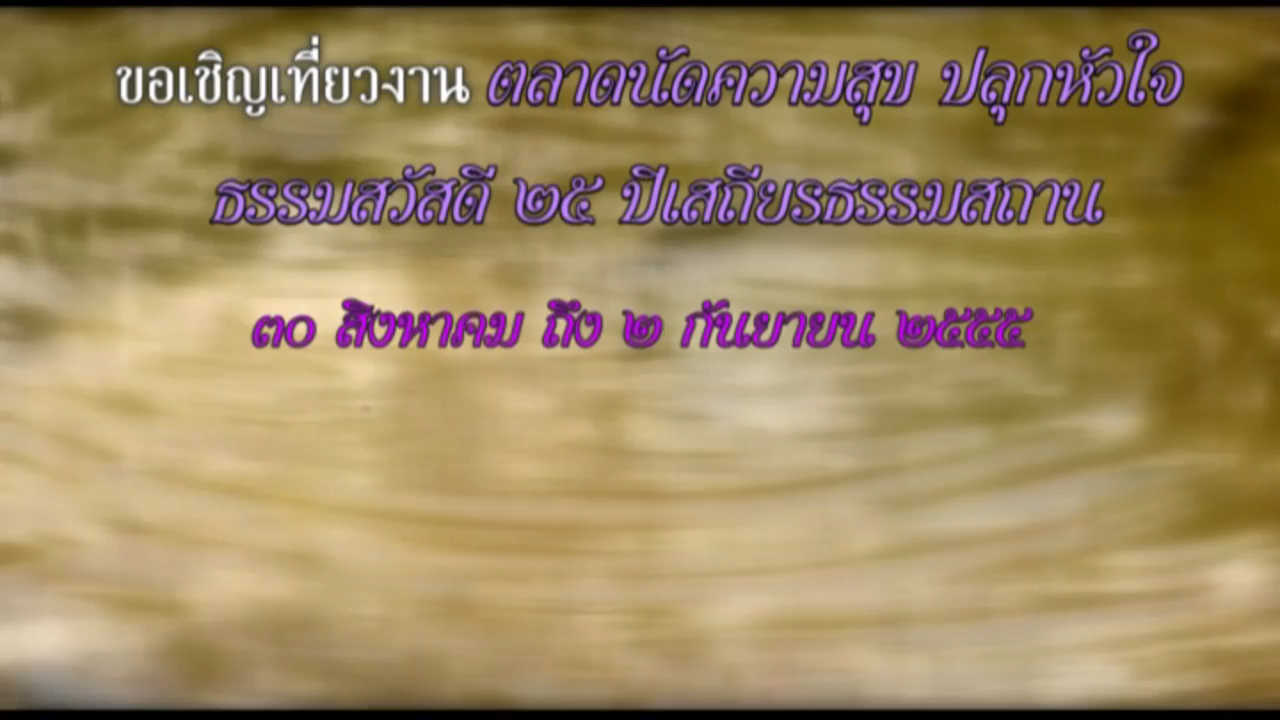 ขอเชิญเที่ยวงาน ตลาดนัดความสุข ปลุกหัวใจ
ธรรมสวัสดี ๒๕ ปีเสถียรธรรมสถาน
๓๐ สิงหาคม ถึง ๒ กันยายน ๒๕๕๕